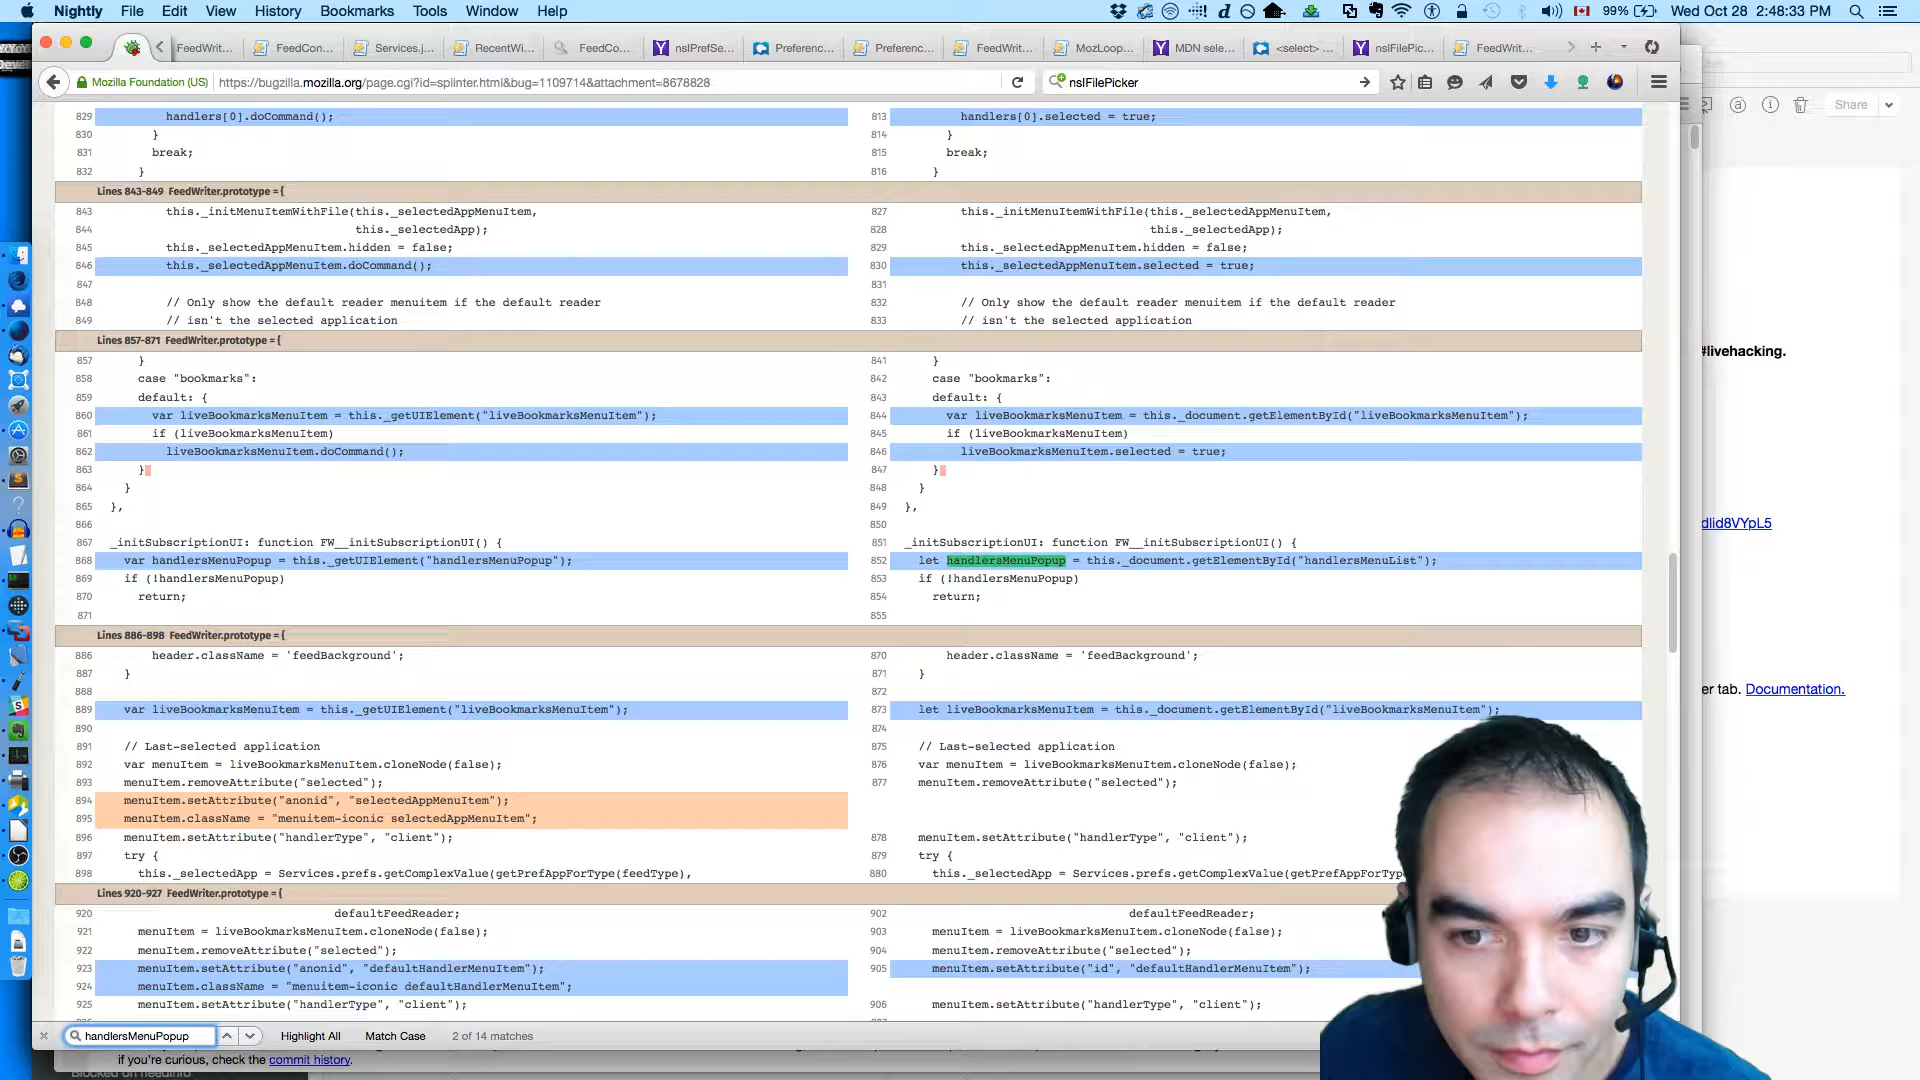 Nightly File Edit View History Bookmarks Tools Window Help
99% Wed Oct 28 2:48:33 PM
FeedWrit... FeedCon... Services.j... RecentWi... FeedCo... nsIPrefSe... Preferenc... Preferenc... FeedWrit... MozLoop... MDN sele... <select> ... nsIFilePic... FeedWrit...
Mozilla Foundation (US) https://bugzilla.mozilla.org/page.cgi?id=splinter.html&bug=1109714&attachment=8678828
nsIFilePicker
Share
829 handlers[0].doCommand(); 813 handlers[0].selected = true;
830 } 814 }
831 break; 815 break;
832 } 816 }
Lines 843-849 FeedWriter.prototype = {
843 this._initMenuItemWithFile(this._selectedAppMenuItem, 827 this._initMenuItemWithFile(this._selectedAppMenuItem,
844 this._selectedApp); 828 this._selectedApp);
845 this._selectedAppMenuItem.hidden = false; 829 this._selectedAppMenuItem.hidden = false;
846 this._selectedAppMenuItem.doCommand(); 830 this._selectedAppMenuItem.selected = true;
847 831
848 // Only show the default reader menuitem if the default reader 832 // Only show the default reader menuitem if the default reader
849 // isn't the selected application 833 // isn't the selected application
Lines 857-871 FeedWriter.prototype = {
857 } 841 }
858 case "bookmarks": 842 case "bookmarks":
859 default: { 843 default: {
860 var liveBookmarksMenuItem = this._getUIElement("liveBookmarksMenuItem"); 844 var liveBookmarksMenuItem = this._document.getElementById("liveBookmarksMenuItem");
861 if (liveBookmarksMenuItem) 845 if (liveBookmarksMenuItem)
862 liveBookmarksMenuItem.doCommand(); 846 liveBookmarksMenuItem.selected = true;
863 } 847 }
864 } 848 }
865 }, 849 },
866 850
867 _initSubscriptionUI: function FW__initSubscriptionUI() { 851 _initSubscriptionUI: function FW__initSubscriptionUI() {
868 var handlersMenuPopup = this._getUIElement("handlersMenuPopup"); 852 let handlersMenuPopup = this._document.getElementById("handlersMenuList");
869 if (!handlersMenuPopup) 853 if (!handlersMenuPopup)
870 return; 854 return;
871 855
Lines 886-898 FeedWriter.prototype = {
886 header.className = 'feedBackground'; 870 header.className = 'feedBackground';
887 } 871 }
888 872
889 var liveBookmarksMenuItem = this._getUIElement("liveBookmarksMenuItem"); 873 let liveBookmarksMenuItem = this._document.getElementById("liveBookmarksMenuItem");
890 874
891 // Last-selected application 875 // Last-selected application
892 var menuItem = liveBookmarksMenuItem.cloneNode(false); 876 var menuItem = liveBookmarksMenuItem.cloneNode(false);
893 menuItem.removeAttribute("selected"); 877 menuItem.removeAttribute("selected");
894 menuItem.setAttribute("anonid", "selectedAppMenuItem");
895 menuItem.className = "menuitem-iconic selectedAppMenuItem";
896 menuItem.setAttribute("handlerType", "client"); 878 menuItem.setAttribute("handlerType", "client");
897 try { 879 try {
898 this._selectedApp = Services.prefs.getComplexValue(getPrefAppForType(feedType), 880 this._selectedApp = Services.prefs.getComplexValue(getPrefAppForType(feedType
Lines 920-927 FeedWriter.prototype = {
920 defaultFeedReader; 902 defaultFeedReader;
921 menuItem = liveBookmarksMenuItem.cloneNode(false); 903 menuItem = liveBookmarksMenuItem.cloneNode(false);
922 menuItem.removeAttribute("selected"); 904 menuItem.removeAttribute("selected");
923 menuItem.setAttribute("anonid", "defaultHandlerMenuItem"); 905 menuItem.setAttribute("id", "defaultHandlerMenuItem");
924 menuItem.className = "menuitem-iconic defaultHandlerMenuItem";
925 menuItem.setAttribute("handlerType", "client"); 906 menuItem.setAttribute("handlerType", "client");
#livehacking.
dlid8VYpL5
er tab. Documentation.
handlersMenuPopup Highlight All Match Case 2 of 14 matches
if you're curious, check the commit history.